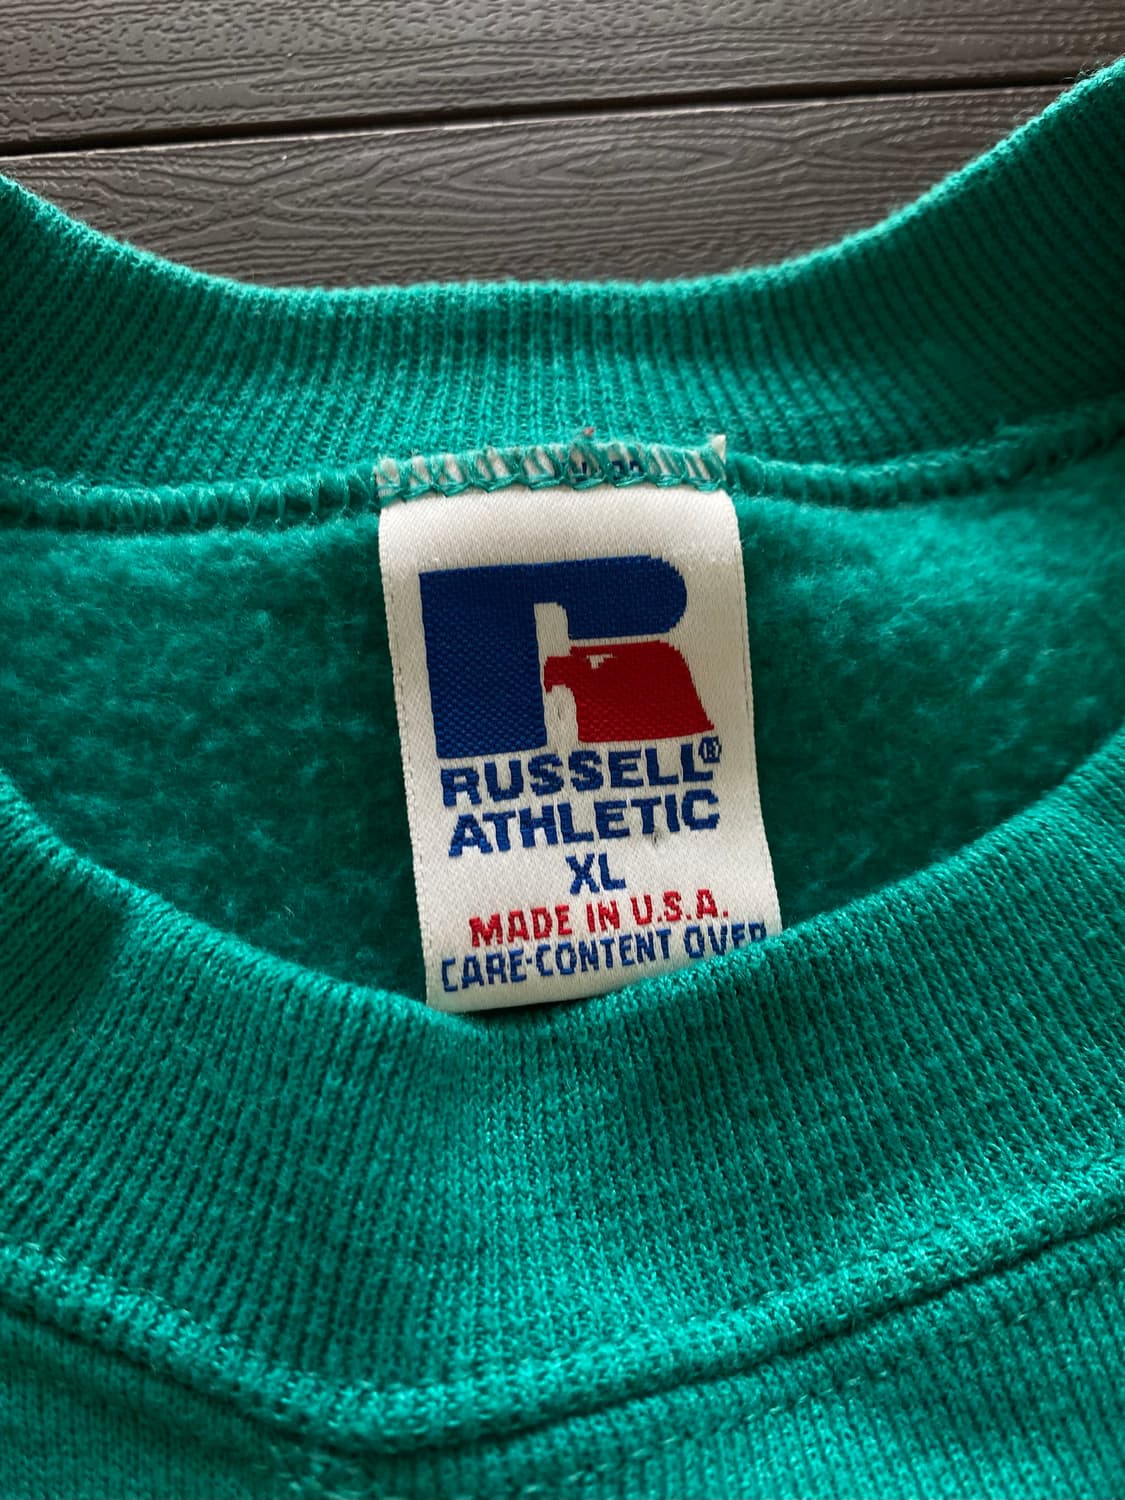 RUSSELL®
ATHLETIC
XL
MADE IN U.S.A.
CARE-CONTENT OVER